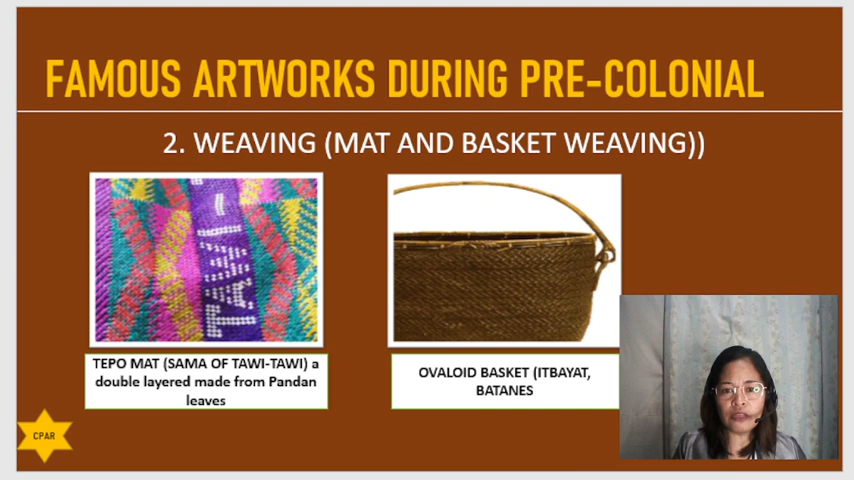 FAMOUS ARTWORKS DURING PRE-COLONIAL
2. WEAVING (MAT AND BASKET WEAVING))
TAWI-
TEPO MAT (SAMA OF TAWI-TAWI) a
double layered made from Pandan
leaves
OVALOID BASKET (ITBAYAT,
BATANES
CPAR